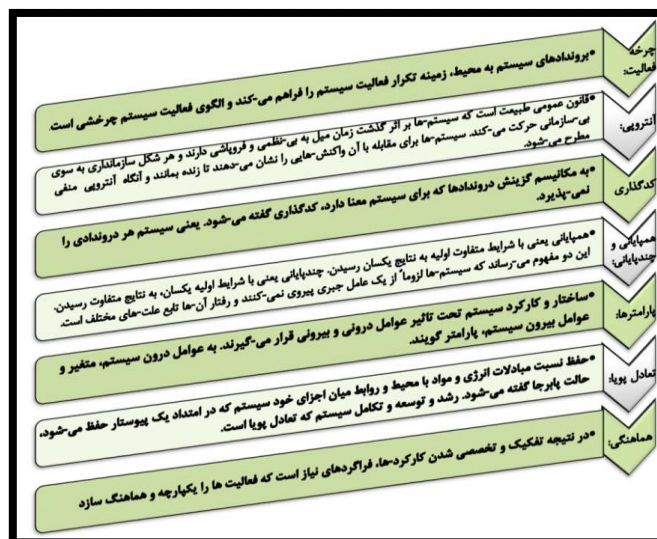 چرخه
فعالیت:
•بروندادهای سیستم به محیط، زمینه تکرار فعالیت سیستم را فراهم می-کند و الگوی فعالیت سیستم چرخشی است.
آنتروپی:
•قانون عمومی طبیعت است که سیستم-ها بر اثر گذشت زمان میل به بی-نظمی و فروپاشی دارند و هر شکل سازمانداری به سوی
بی-سازمانی حرکت می-کند. سیستم-ها برای مقابله با آن واکنش-هایی را نشان می-دهند تا زنده بمانند و آنگاه آنتروپی منفی
مطرح می-شود.
کدگذاری
•به مکانیسم گزینش دروندادها که برای سیستم معنا دارد، کدگذاری گفته می-شود. یعنی سیستم هر دروندادی را
نمی-پذیرد.
همپایانی و
چندپایانی:
•همپایانی یعنی با شرایط متفاوت اولیه به نتایج یکسان رسیدن. چندپایانی یعنی با شرایط اولیه یکسان، به نتایج متفاوت رسیدن.
این دو مفهوم می-رساند که سیستم-ها لزوماً از یک عامل جبری پیروی نمی-کنند و رفتار آن-ها تابع علت-های مختلف است.
پارامترها:
•ساختار و کارکرد سیستم تحت تاثیر عوامل درونی و بیرونی قرار می-گیرند. به عوامل درون سیستم، متغیر و
عوامل بیرون سیستم، پارامتر گویند.
تعادل پویا:
•حفظ نسبت مبادلات انرژی و مواد با محیط و روابط میان اجزای خود سیستم که در امتداد یک پیوستار حفظ می-شود،
حالت پابرجا گفته می-شود. رشد و توسعه و تکامل سیستم که تعادل پویا است.
هماهنگی:
•در نتیجه تفکیک و تخصصی شدن کارکرد-ها، فراگردهای نیاز است که فعالیت ها را یکپارچه و هماهنگ سازد